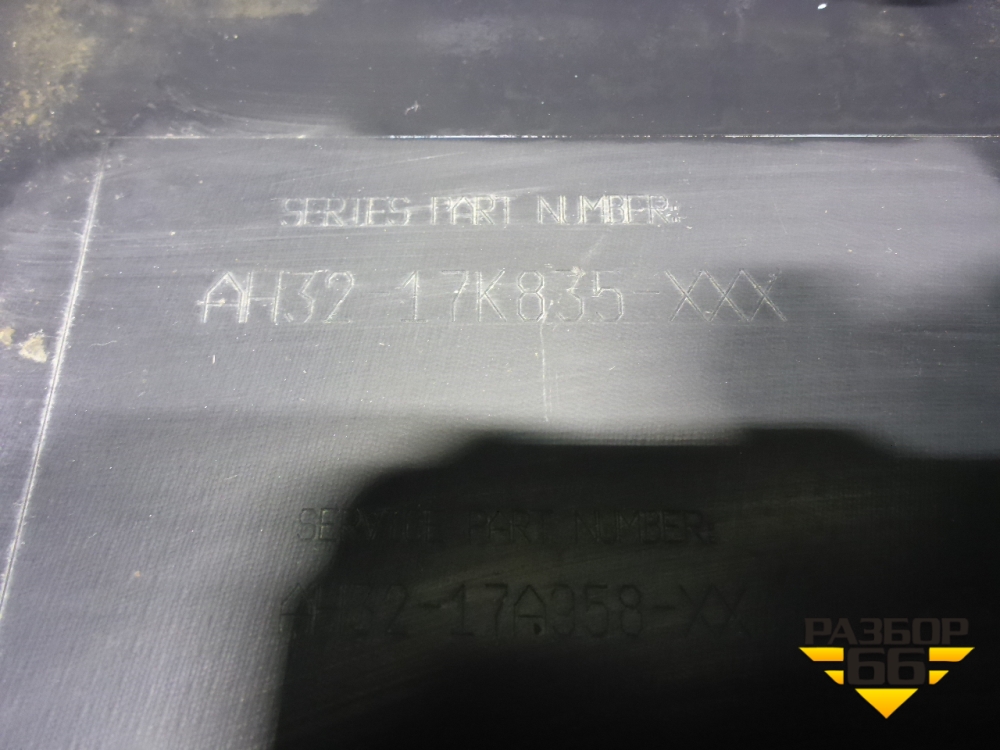 SERIES PART NUMBER:
AH32-17K835-XXX
SERVICE PART NUMBER:
AH32-17A958-XX
РАЗБОР
66